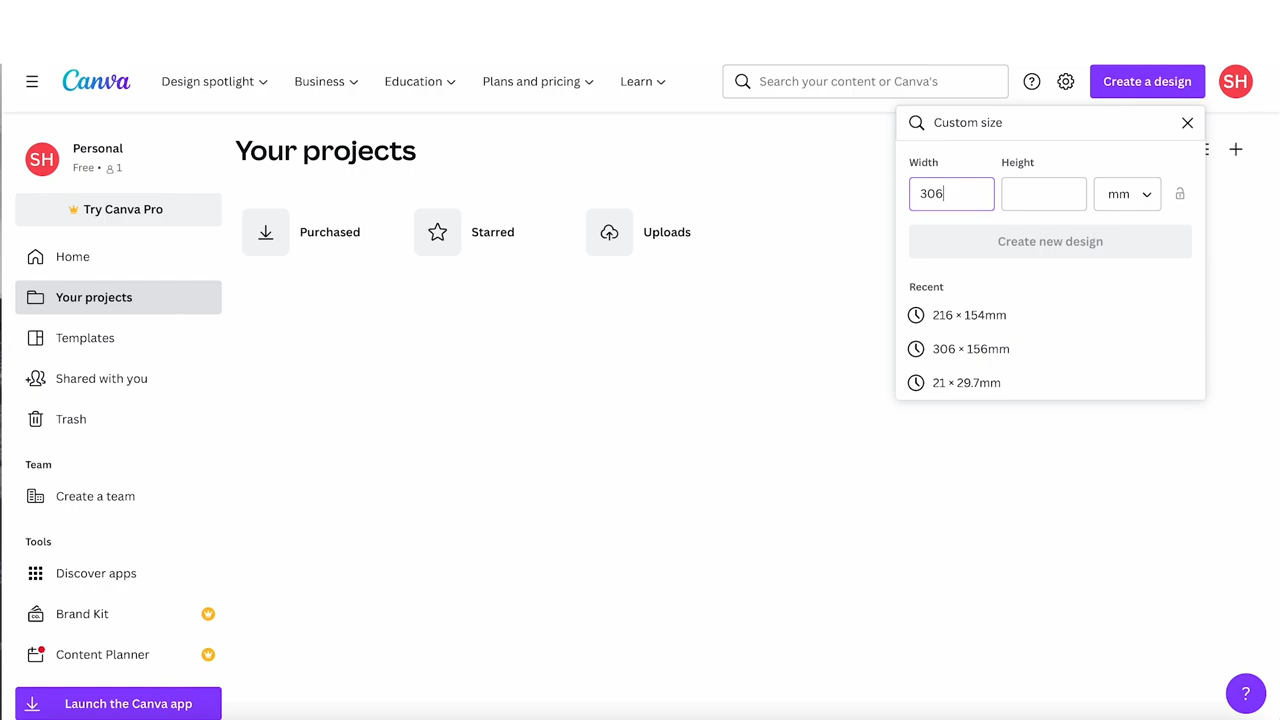 Canva
Design spotlight
Business
Education
Plans and pricing
Learn
Search your content or Canva's
Create a design
SH
Custom size
Width
Height
306
mm
Create new design
Recent
216 × 154mm
306 × 156mm
21 × 29.7mm
SH
Personal
Free • 1
Try Canva Pro
Home
Your projects
Templates
Shared with you
Trash
Team
Create a team
Tools
Discover apps
CO.
Brand Kit
Content Planner
Launch the Canva app
Your projects
Purchased
Starred
Uploads
?